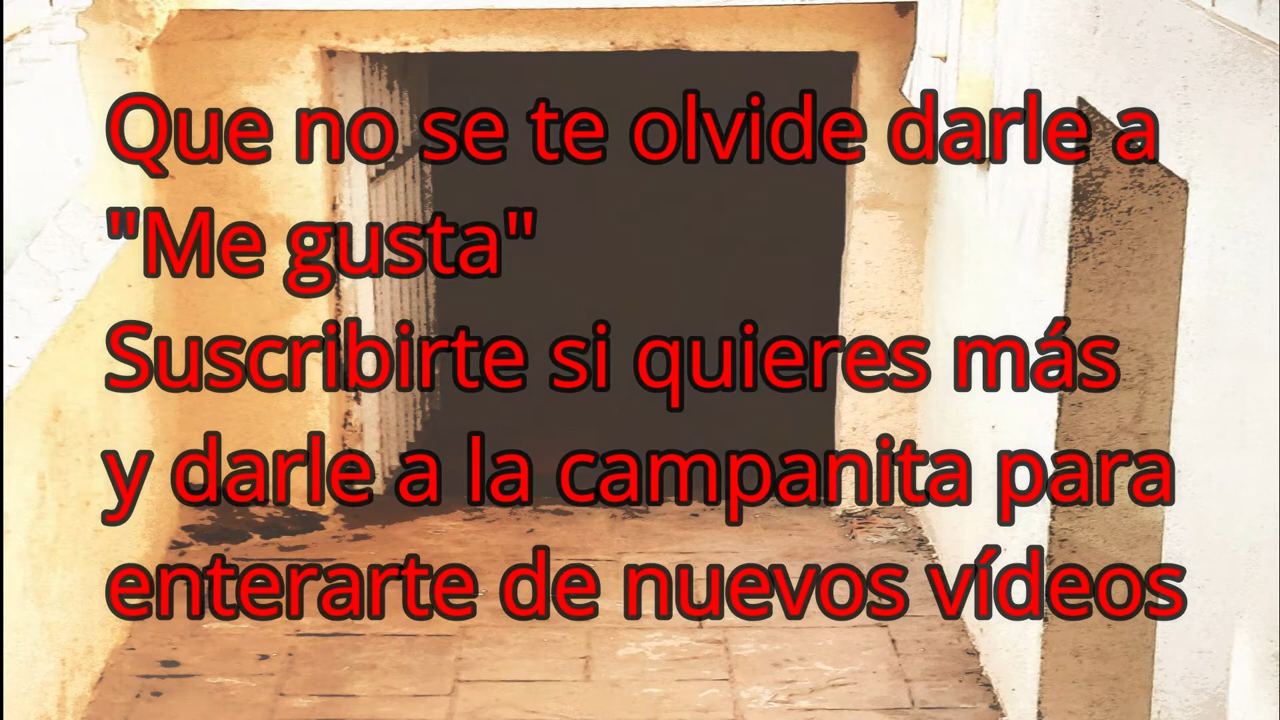 Que no se te olvide darle a
"Me gusta"
Suscribirte si quieres más
y darle a la campanita para
enterarte de nuevos vídeos